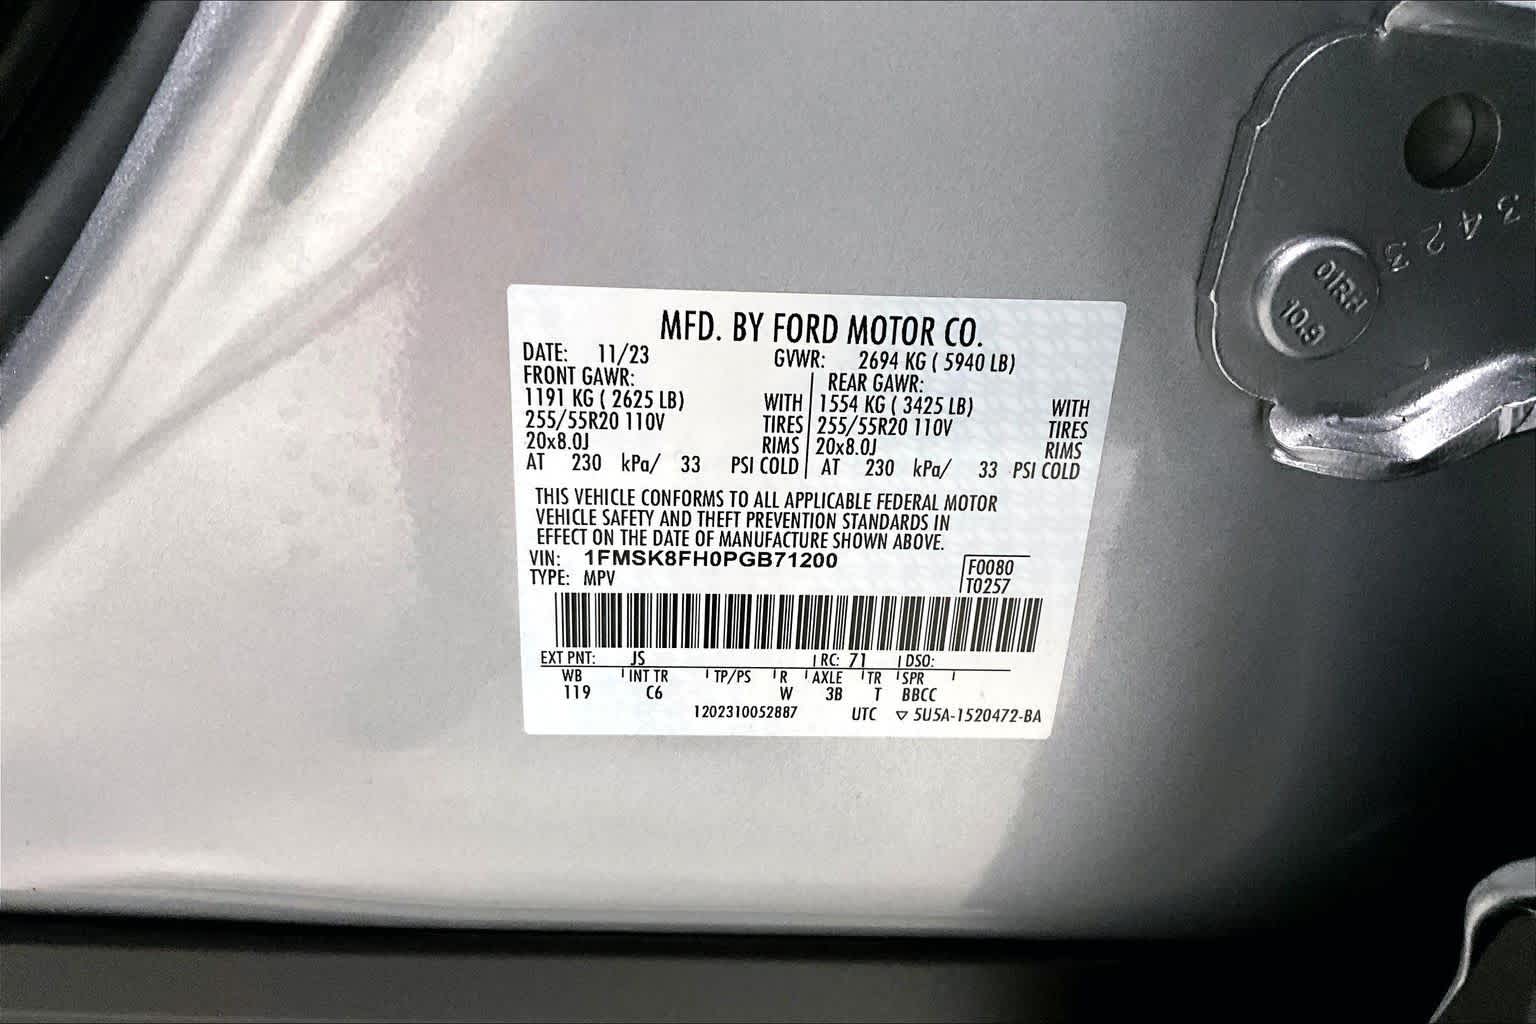 MFD. BY FORD MOTOR CO.
DATE: 11/23 GVWR: 2694 KG ( 5940 LB)
FRONT GAWR: REAR GAWR:
1191 KG ( 2625 LB) WITH 1554 KG ( 3425 LB) WITH
255/55R20 110V TIRES 255/55R20 110V TIRES
20x8.0J RIMS 20x8.0J RIMS
AT 230 kPa/ 33 PSI COLD AT 230 kPa/ 33 PSI COLD
THIS VEHICLE CONFORMS TO ALL APPLICABLE FEDERAL MOTOR
VEHICLE SAFETY AND THEFT PREVENTION STANDARDS IN
EFFECT ON THE DATE OF MANUFACTURE SHOWN ABOVE.
VIN: 1FMSK8FH0PGB71200 F0080
TYPE: MPV T0257
EXT PNT: JS RC: 71 DSO:
WB INT TR TP/PS R AXLE TR SPR
119 C6 W 3B T BBCC
1202310052887 UTC ▽ 5U5A-1520472-BA
3423
10.9